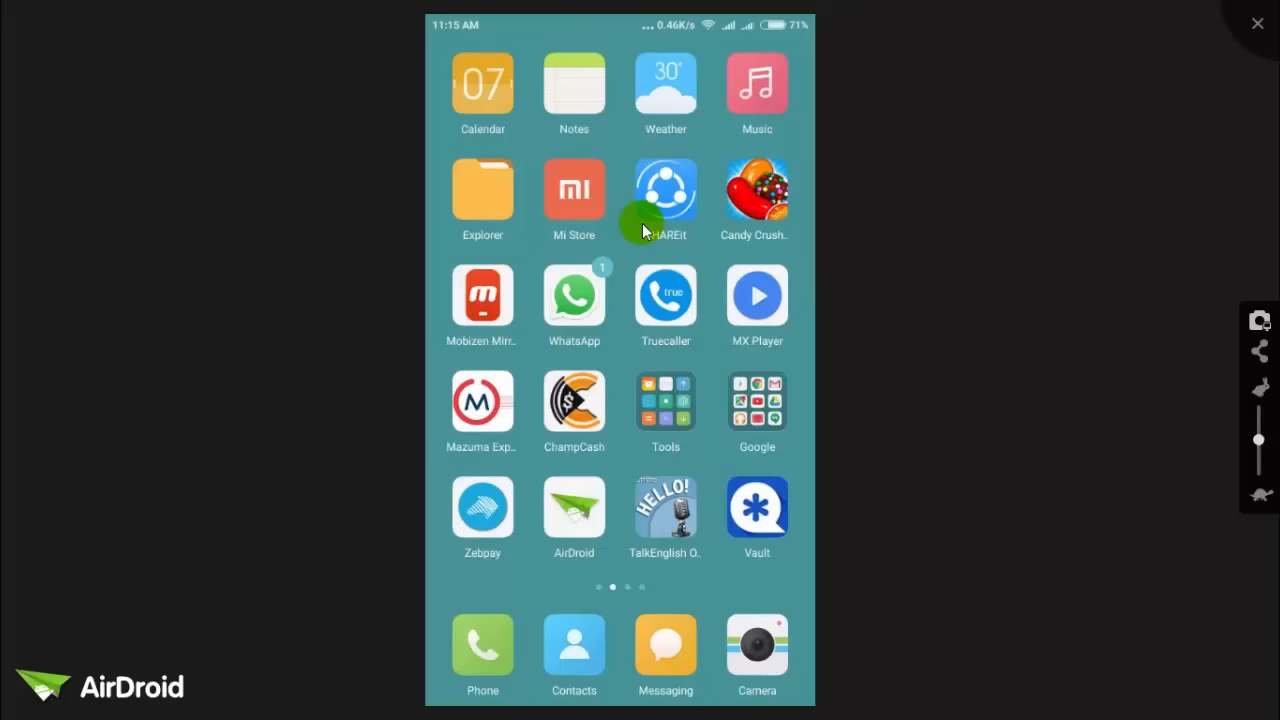 11:15 AM ... 0.46K/s 71%
07 30°
Calendar Notes Weather Music
mi
Explorer Mi Store HAREit Candy Crush..
m 1 true
Mobizen Mirr.. WhatsApp Truecaller MX Player
M $
Mazuma Exp.. ChampCash Tools Google
HELLO!
Zebpay AirDroid TalkEnglish O.. Vault
Phone Contacts Messaging Camera
AirDroid